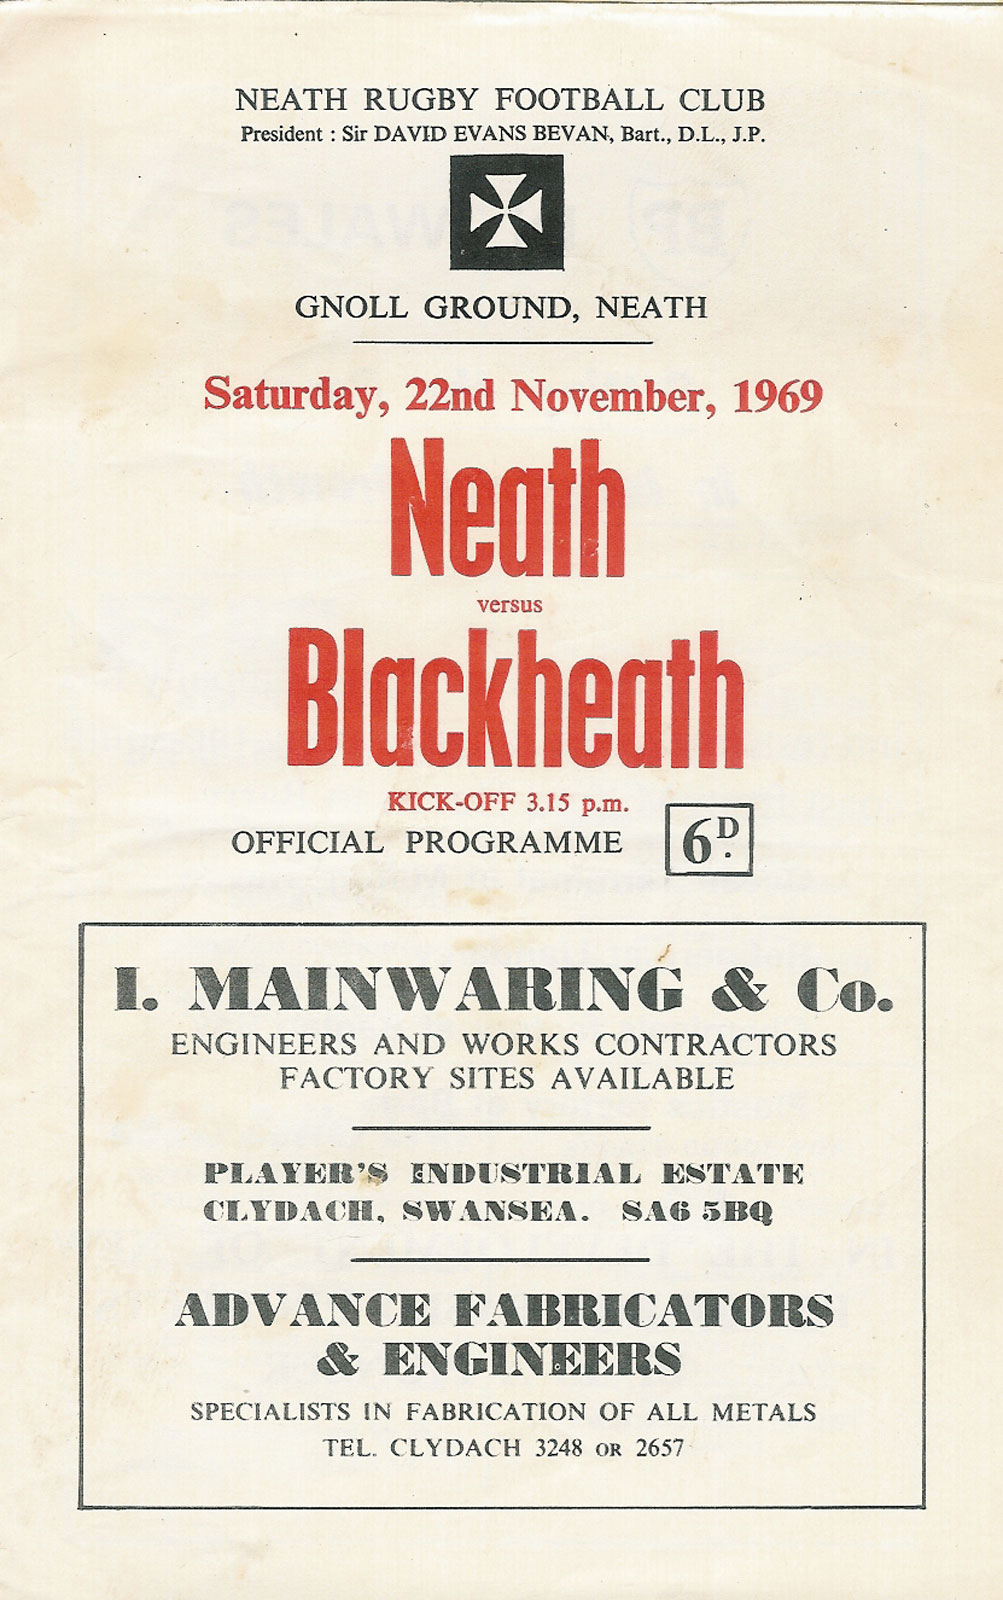 NEATH RUGBY FOOTBALL CLUB
President : Sir DAVID EVANS BEVAN, Bart., D.L., J.P.
GNOLL GROUND, NEATH
Saturday, 22nd November, 1969
Neath
versus
Blackheath
KICK-OFF 3.15 p.m.
OFFICIAL PROGRAMME 6D.
I. MAINWARING & Co.
ENGINEERS AND WORKS CONTRACTORS
FACTORY SITES AVAILABLE
PLAYER'S INDUSTRIAL ESTATE
CLYDACH, SWANSEA. SA6 5BQ
ADVANCE FABRICATORS
& ENGINEERS
SPECIALISTS IN FABRICATION OF ALL METALS
TEL. CLYDACH 3248 OR 2657